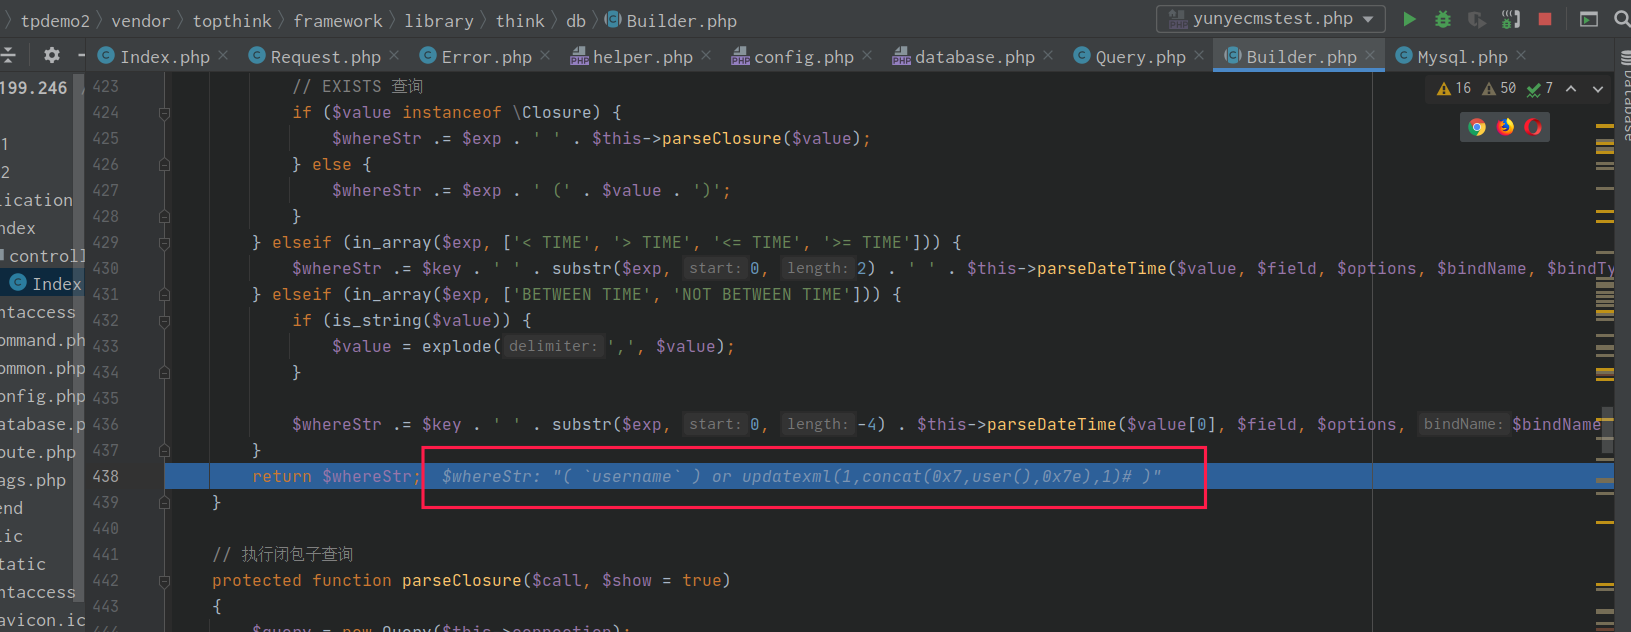 tpdemo2 〉 vendor 〉 topthink 〉 framework 〉 library 〉 think 〉 db 〉 Builder.php
yunyecmstest.php
199.246
Index.php × Request.php × Error.php × helper.php × config.php × database.php × Query.php × Builder.php × Mysql.php ×
16 50 7
Database
1
2
lication
ndex
controll
Index
htaccess
ommand.ph
ommon.php
onfig.php
atabase.p
oute.php
ags.php
end
lic
tatic
htaccess
avicon.ic
423 // EXISTS 查询
424 if ($value instanceof \Closure) {
425 $whereStr .= $exp . ' ' . $this->parseClosure($value);
426 } else {
427 $whereStr .= $exp . ' (' . $value . ')';
428 }
429 } elseif (in_array($exp, ['< TIME', '> TIME', '<= TIME', '>= TIME'])) {
430 $whereStr .= $key . ' ' . substr($exp, start: 0, length: 2) . ' ' . $this->parseDateTime($value, $field, $options, $bindName, $bindTy
431 } elseif (in_array($exp, ['BETWEEN TIME', 'NOT BETWEEN TIME'])) {
432 if (is_string($value)) {
433 $value = explode( delimiter: ',', $value);
434 }
435
436 $whereStr .= $key . ' ' . substr($exp, start: 0, length: -4) . $this->parseDateTime($value[0], $field, $options, bindName: $bindName
437 }
438 return $whereStr; $whereStr: "( `username` ) or updatexml(1,concat(0x7,user(),0x7e),1)# )"
439 }
440
441 // 执行闭包子查询
442 protected function parseClosure($call, $show = true)
443 {
444 $query = new Query($this->connection);